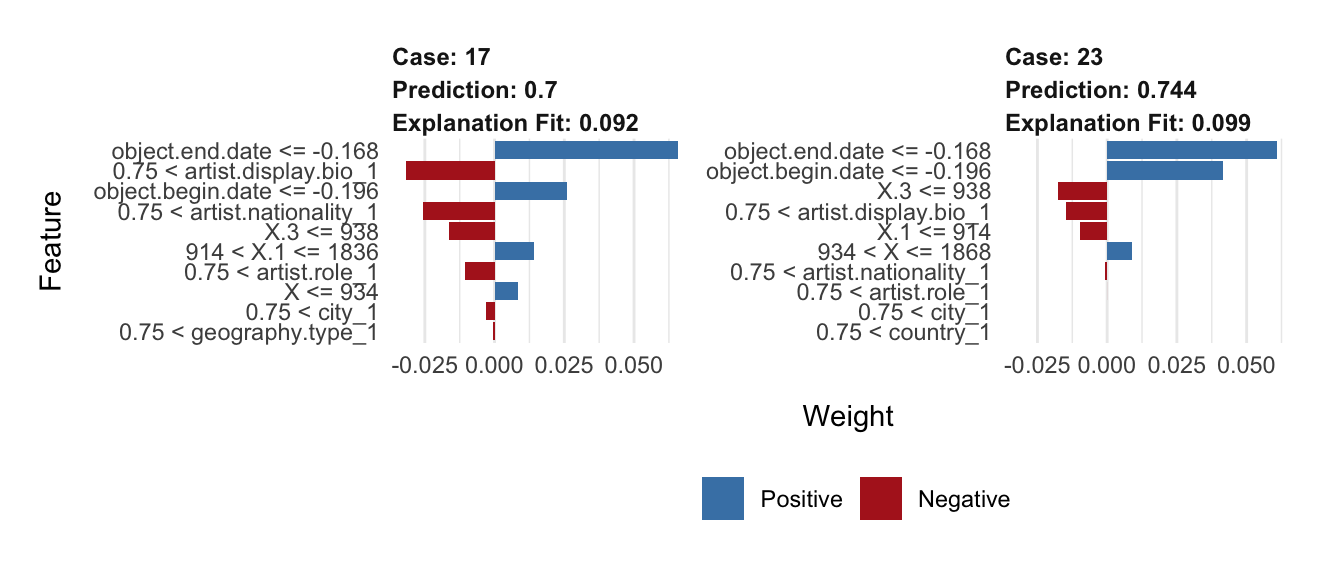 Case: 17
Prediction: 0.7
Explanation Fit: 0.092
object.end.date <= -0.168
0.75 < artist.display.bio_1
object.begin.date <= -0.196
0.75 < artist.nationality_1
X.3 <= 938
914 < X.1 <= 1836
0.75 < artist.role_1
X <= 934
0.75 < city_1
0.75 < geography.type_1
-0.025 0.000 0.025 0.050
Case: 23
Prediction: 0.744
Explanation Fit: 0.099
object.end.date <= -0.168
object.begin.date <= -0.196
X.3 <= 938
0.75 < artist.display.bio_1
X.1 <= 914
934 < X <= 1868
0.75 < artist.nationality_1
0.75 < artist.role_1
0.75 < city_1
0.75 < country_1
-0.025 0.000 0.025 0.050
Feature
Weight
Positive Negative